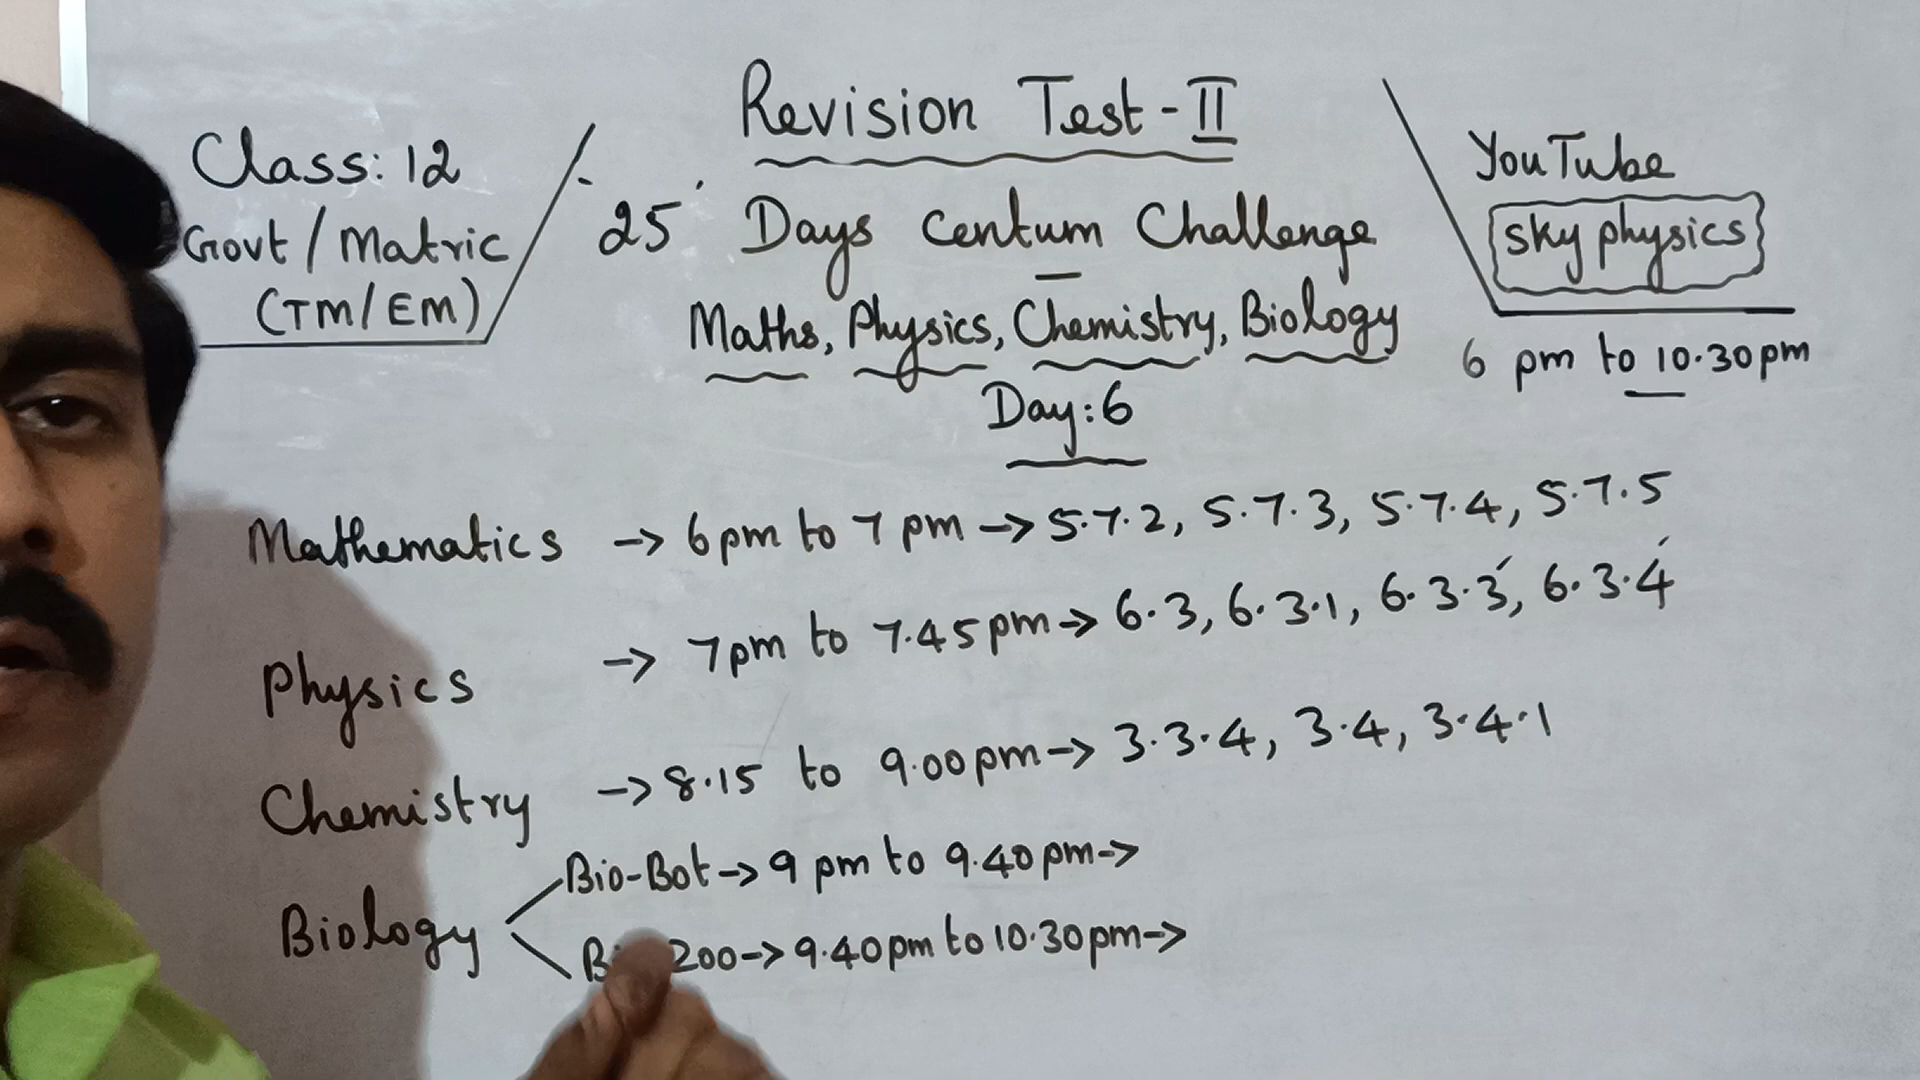 Revision Test-II
Class: 12
Govt / Matric
(TM/EM)
25 Days Centum Challenge
Maths, Physics, Chemistry, Biology
Day: 6
YouTube
sky physics
6 pm to 10.30pm
Mathematics → 6pm to 7 pm → 5.7.2, 5.7.3, 5.7.4, 5.7.5
Physics → 7pm to 7.45pm → 6.3, 6.3.1, 6.3.3, 6.3.4
Chemistry → 8.15 to 9.00pm → 3.3.4, 3.4, 3.4.1
Biology
Bio-Bot → 9 pm to 9.40pm →
200 → 9.40pm to 10.30pm →